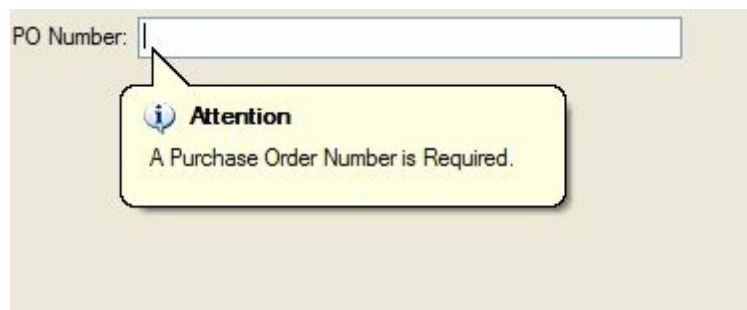 PO Number:
Attention
A Purchase Order Number is Required.